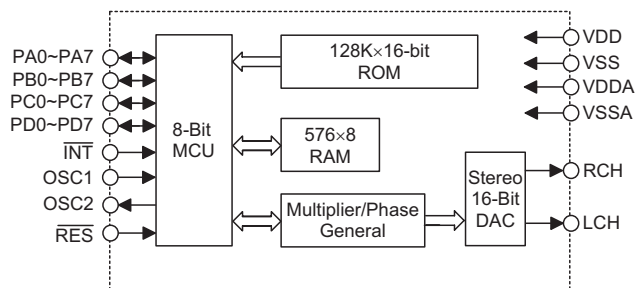 PA0~PA7
PB0~PB7
PC0~PC7
PD0~PD7
INT
OSC1
OSC2
RES
8-Bit
MCU
128K×16-bit
ROM
576×8
RAM
Multiplier/Phase
General
Stereo
16-Bit
DAC
VDD
VSS
VDDA
VSSA
RCH
LCH